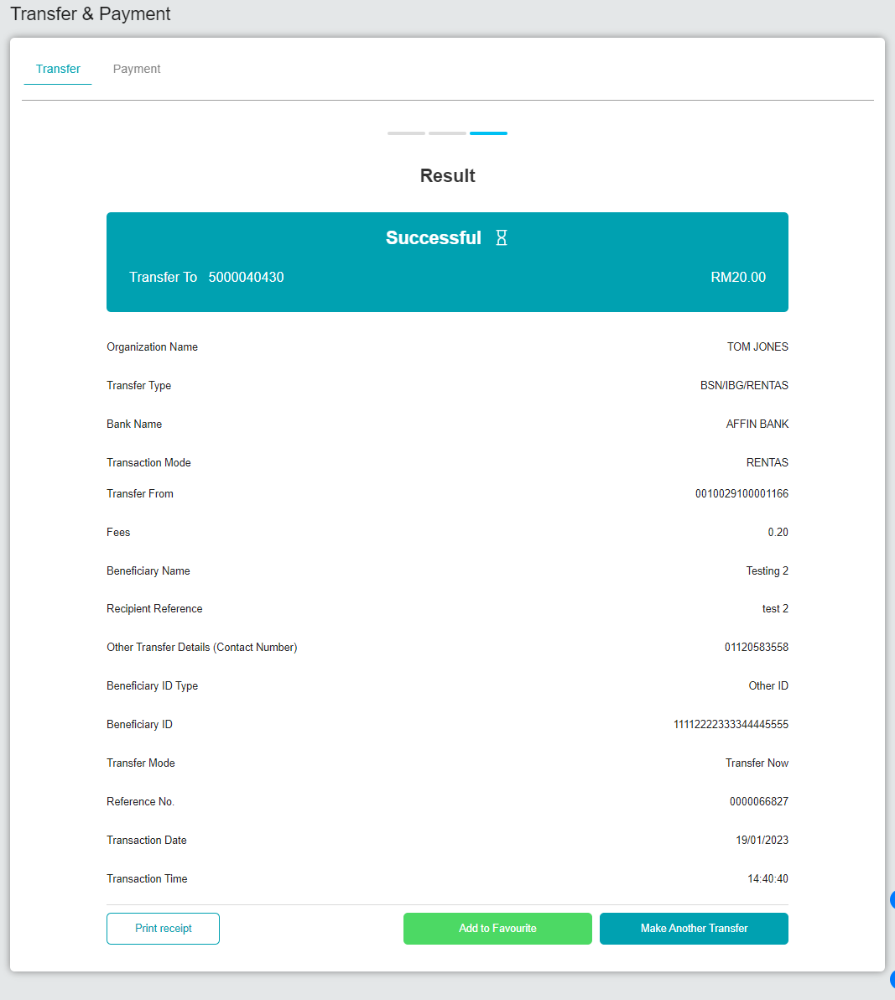 Transfer & Payment
Transfer Payment
Result
Successful
Transfer To 5000040430 RM20.00
Organization Name TOM JONES
Transfer Type BSN/IBG/RENTAS
Bank Name AFFIN BANK
Transaction Mode RENTAS
Transfer From 0010029100001166
Fees 0.20
Beneficiary Name Testing 2
Recipient Reference test 2
Other Transfer Details (Contact Number) 01120583558
Beneficiary ID Type Other ID
Beneficiary ID 11112222333344445555
Transfer Mode Transfer Now
Reference No. 0000066827
Transaction Date 19/01/2023
Transaction Time 14:40:40
Print receipt Add to Favourite Make Another Transfer